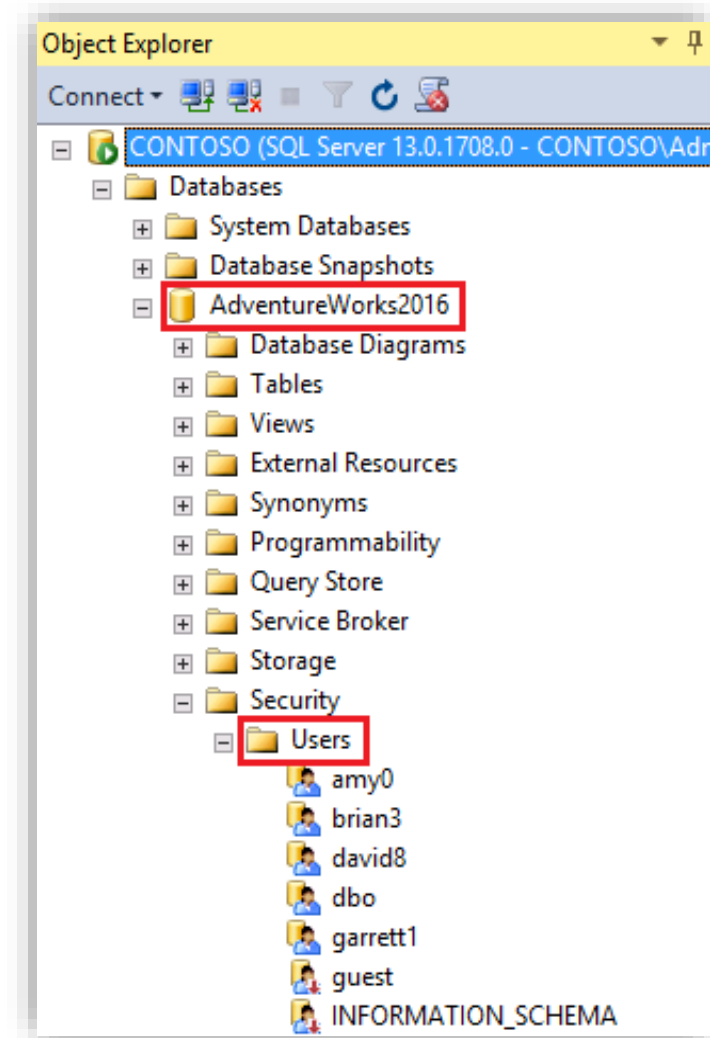 Object Explorer
Connect
CONTOSO (SQL Server 13.0.1708.0 - CONTOSO\Adr
Databases
System Databases
Database Snapshots
AdventureWorks2016
Database Diagrams
Tables
Views
External Resources
Synonyms
Programmability
Query Store
Service Broker
Storage
Security
Users
amy0
brian3
david8
dbo
garrett1
guest
INFORMATION_SCHEMA